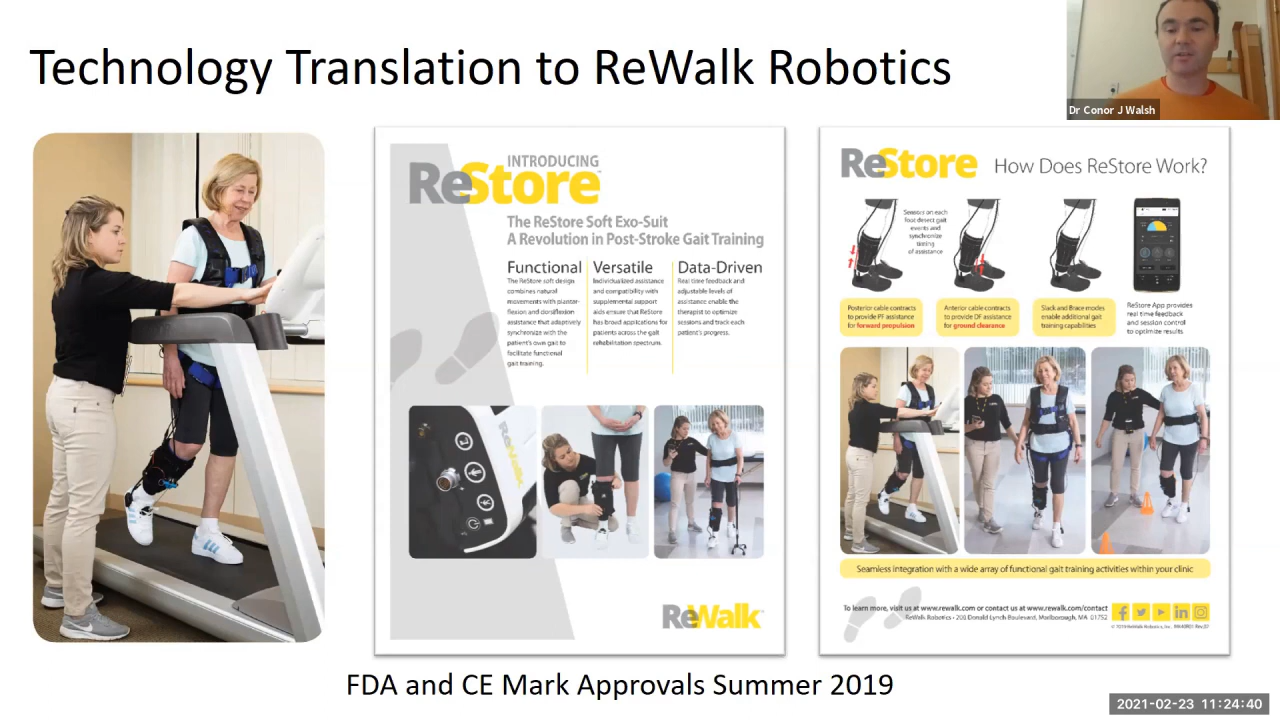 Technology Translation to ReWalk Robotics
Dr Conor J Walsh
INTRODUCING
ReStore
The ReStore Soft Exo-Suit
A Revolution in Post-Stroke Gait Training
Functional
The ReStore soft design
combines natural
movements with plantar-
flexion and dorsiflexion
assistance that adaptively
synchronize with the
patient's own gait to
facilitate functional
gait training.
Versatile
Individualized assistance
and compatibility with
supplemental support
aids ensure that ReStore
has broad applications for
patients across the gait
rehabilitation spectrum.
Data-Driven
Real time feedback and
adjustable levels of
assistance enable the
therapist to optimize
sessions and track each
patient's progress.
ReWalk
ReWalk
ReStore
How Does ReStore Work?
Sensors on each
foot detect gait
events and
synchronize
timing
of assistance
Posterior cable contracts
to provide PF assistance
for forward propulsion
Anterior cable contracts
to provide DF assistance
for ground clearance
Slack and Brace modes
enable additional gait
training capabilities
ReStore App provides
real time feedback
and session control
to optimize results
Seamless integration with a wide array of functional gait training activities within your clinic
To learn more, visit us at www.rewalk.com or contact us at www.rewalk.com/contact
ReWalk Robotics • 200 Donald Lynch Boulevard, Marlborough, MA 01752
FDA and CE Mark Approvals Summer 2019
2021-02-23 11:24:40